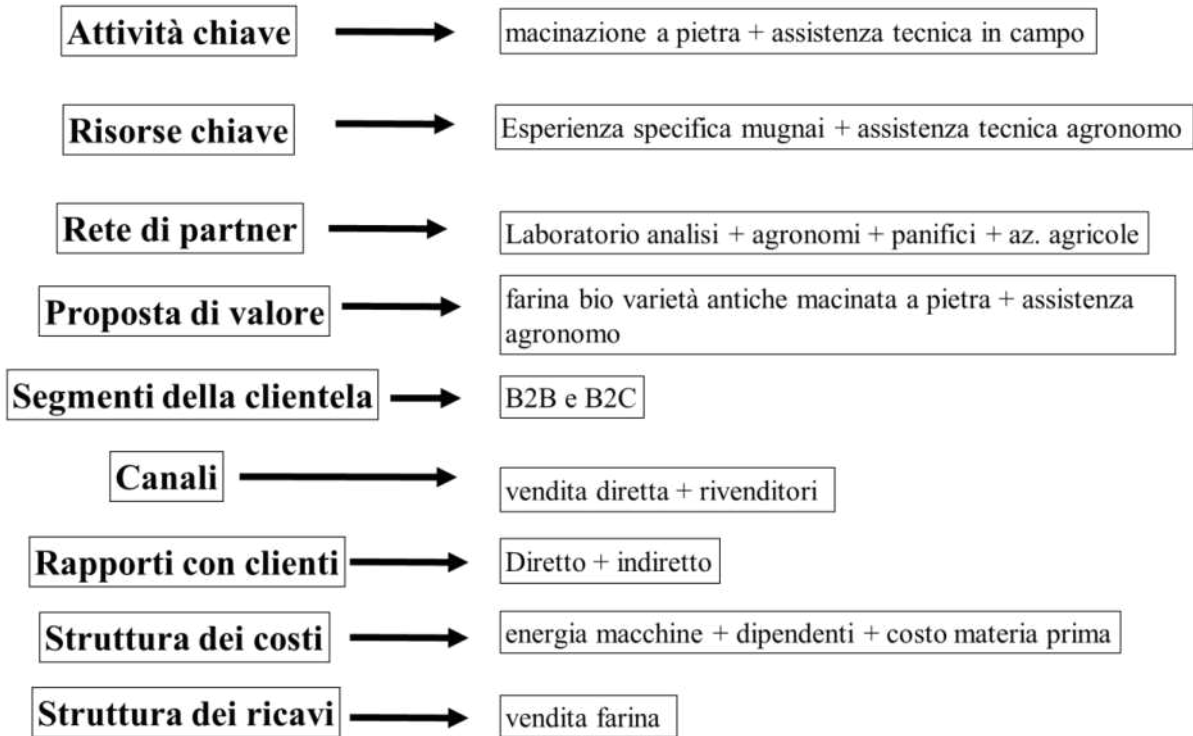 Attività chiave
macinazione a pietra + assistenza tecnica in campo
Risorse chiave
Esperienza specifica mugnai + assistenza tecnica agronomo
Rete di partner
Laboratorio analisi + agronomi + panifici + az. agricole
Proposta di valore
farina bio varietà antiche macinata a pietra + assistenza
agronomo
Segmenti della clientela
B2B e B2C
Canali
vendita diretta + rivenditori
Rapporti con clienti
Diretto + indiretto
Struttura dei costi
energia macchine + dipendenti + costo materia prima
Struttura dei ricavi
vendita farina